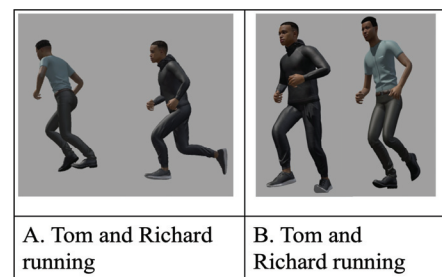 A. Tom and Richard
running
B. Tom and
Richard running